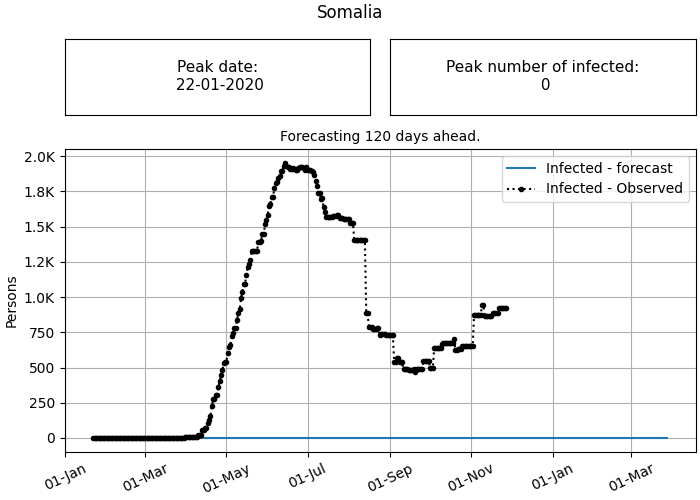 Somalia
Peak date:
22-01-2020
Peak number of infected:
0
Forecasting 120 days ahead.
Infected - forecast
Infected - Observed
Persons
2.0K
1.8K
1.5K
1.2K
1.0K
750
500
250
0
01-Jan
01-Mar
01-May
01-Jul
01-Sep
01-Nov
01-Jan
01-Mar